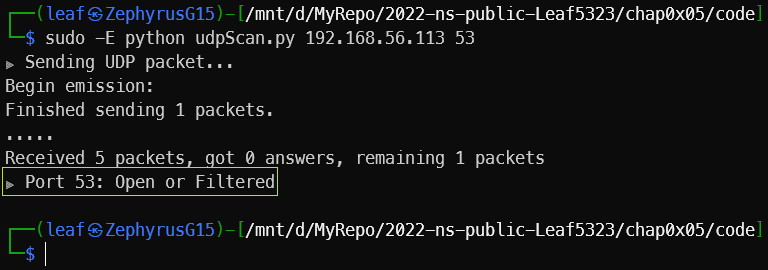 ┌──(leaf㉿ZephyrusG15)-[/mnt/d/MyRepo/2022-ns-public-Leaf5323/chap0x05/code]
└─$ sudo -E python udpScan.py 192.168.56.113 53
▶ Sending UDP packet...
Begin emission:
Finished sending 1 packets.
.....
Received 5 packets, got 0 answers, remaining 1 packets
▶ Port 53: Open or Filtered
┌──(leaf㉿ZephyrusG15)-[/mnt/d/MyRepo/2022-ns-public-Leaf5323/chap0x05/code]
└─$